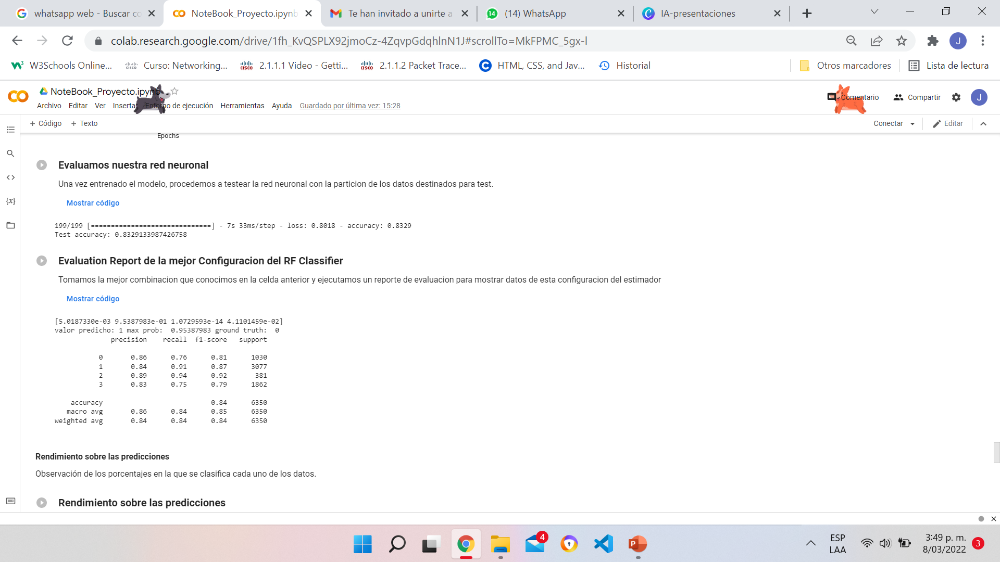 whatsapp web - Buscar co
NoteBook_Proyecto.ipynb
Te han invitado a unirte a
14 (14) WhatsApp
IA-presentaciones
colab.research.google.com/drive/1fh_KvQSPLX92jmoCz-4ZqvpGdqhlnN1J#scrollTo=MkFPMC_5gx-l
J
W3Schools Online...
Curso: Networking...
2.1.1.1 Video - Getti...
2.1.1.2 Packet Trace...
HTML, CSS, and Jav...
Historial
Otros marcadores
Lista de lectura
NoteBook_Proyecto.ipynb
Comentario
Compartir
J
Archivo Editar Ver Insertar Entorno de ejecución Herramientas Ayuda Guardado por última vez: 15:28
+ Código + Texto
Conectar
Editar
Epochs
Evaluamos nuestra red neuronal
Una vez entrenado el modelo, procedemos a testear la red neuronal con la particion de los datos destinados para test.
Mostrar código
199/199 [==============================] - 7s 33ms/step - loss: 0.8018 - accuracy: 0.8329
Test accuracy: 0.8329133987426758
Evaluation Report de la mejor Configuracion del RF Classifier
Tomamos la mejor combinacion que conocimos en la celda anterior y ejecutamos un reporte de evaluacion para mostrar datos de esta configuracion del estimador
Mostrar código
[5.0187330e-03 9.5387983e-01 1.0729593e-14 4.1101459e-02]
valor predicho: 1 max prob:  0.95387983 ground truth:  0
precision recall f1-score support
0 0.86 0.76 0.81 1030
1 0.84 0.91 0.87 3077
2 0.89 0.94 0.92 381
3 0.83 0.75 0.79 1862
accuracy 0.84 6350
macro avg 0.86 0.84 0.85 6350
weighted avg 0.84 0.84 0.84 6350
Rendimiento sobre las predicciones
Observación de los porcentajes en la que se clasifica cada uno de los datos.
Rendimiento sobre las predicciones
4
ESP
LAA
3:49 p. m.
8/03/2022
3